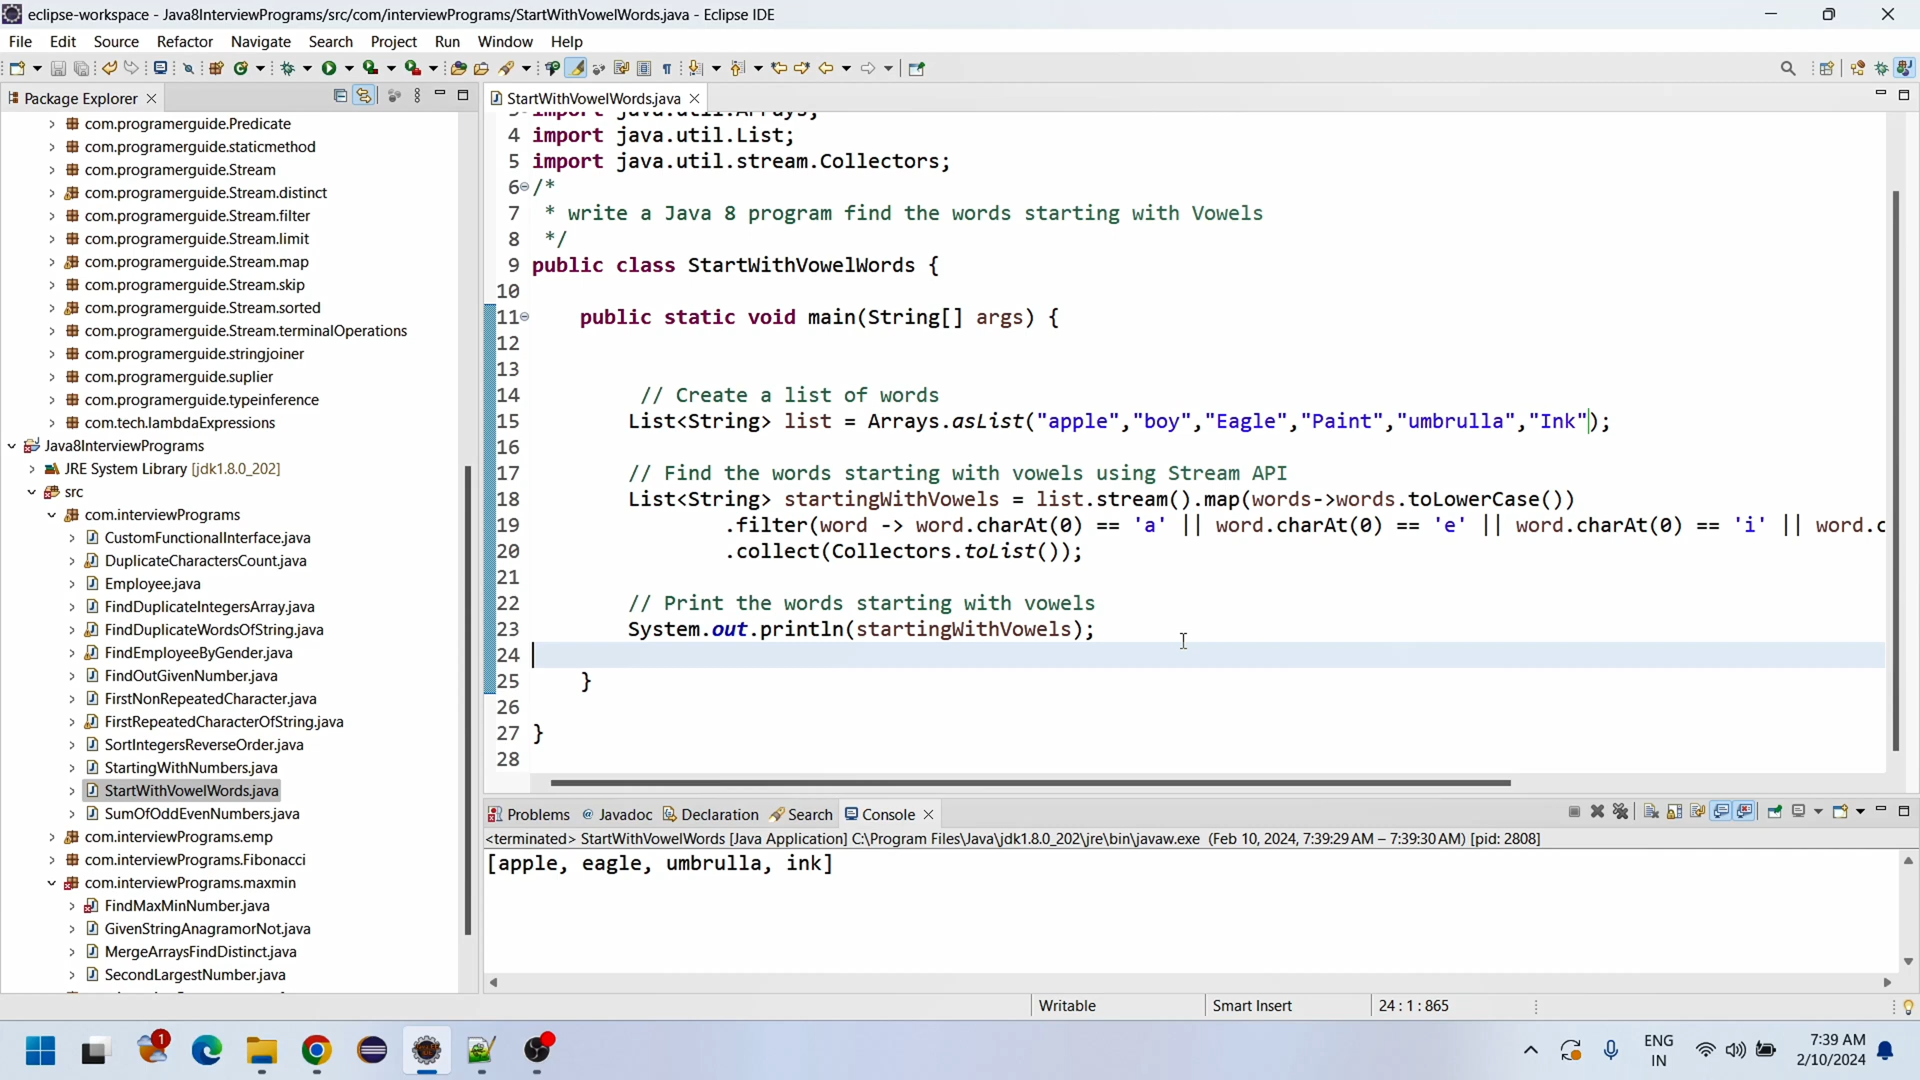 eclipse-workspace - Java8InterviewPrograms/src/com/interviewPrograms/StartWithVowelWords.java - Eclipse IDE
File Edit Source Refactor Navigate Search Project Run Window Help
Package Explorer
com.programerguide.Predicate
com.programerguide.staticmethod
com.programerguide.Stream
com.programerguide.Stream.distinct
com.programerguide.Stream.filter
com.programerguide.Stream.limit
com.programerguide.Stream.map
com.programerguide.Stream.skip
com.programerguide.Stream.sorted
com.programerguide.Stream.terminalOperations
com.programerguide.stringjoiner
com.programerguide.suplier
com.programerguide.typeinference
com.tech.lambdaExpressions
Java8InterviewPrograms
JRE System Library [jdk1.8.0_202]
src
com.interviewPrograms
CustomFunctionalInterface.java
DuplicateCharactersCount.java
Employee.java
FindDuplicateIntegersArray.java
FindDuplicateWordsOfString.java
FindEmployeeByGender.java
FindOutGivenNumber.java
FirstNonRepeatedCharacter.java
FirstRepeatedCharacterOfString.java
SortIntegersReverseOrder.java
StartingWithNumbers.java
StartWithVowelWords.java
SumOfOddEvenNumbers.java
com.interviewPrograms.emp
com.interviewPrograms.Fibonacci
com.interviewPrograms.maxmin
FindMaxMinNumber.java
GivenStringAnagramorNot.java
MergeArraysFindDistinct.java
SecondLargestNumber.java
StartWithVowelWords.java
3 import java.util.Arrays;
4 import java.util.List;
5 import java.util.stream.Collectors;
6 /*
7 * write a Java 8 program find the words starting with Vowels
8 */
9 public class StartWithVowelWords {
10
11 public static void main(String[] args) {
12
13
14 // Create a list of words
15 List<String> list = Arrays.asList("apple","boy","Eagle","Paint","umbrulla","Ink");
16
17 // Find the words starting with vowels using Stream API
18 List<String> startingWithVowels = list.stream().map(words->words.toLowerCase())
19 .filter(word -> word.charAt(0) == 'a' || word.charAt(0) == 'e' || word.charAt(0) == 'i' || word.c
20 .collect(Collectors.toList());
21
22 // Print the words starting with vowels
23 System.out.println(startingWithVowels);
24
25 }
26
27 }
28
Problems Javadoc Declaration Search Console
<terminated> StartWithVowelWords [Java Application] C:\Program Files\Java\jdk1.8.0_202\jre\bin\javaw.exe (Feb 10, 2024, 7:39:29 AM – 7:39:30 AM) [pid: 2808]
[apple, eagle, umbrulla, ink]
Writable Smart Insert 24 : 1 : 865
1
ENG
IN
7:39 AM
2/10/2024